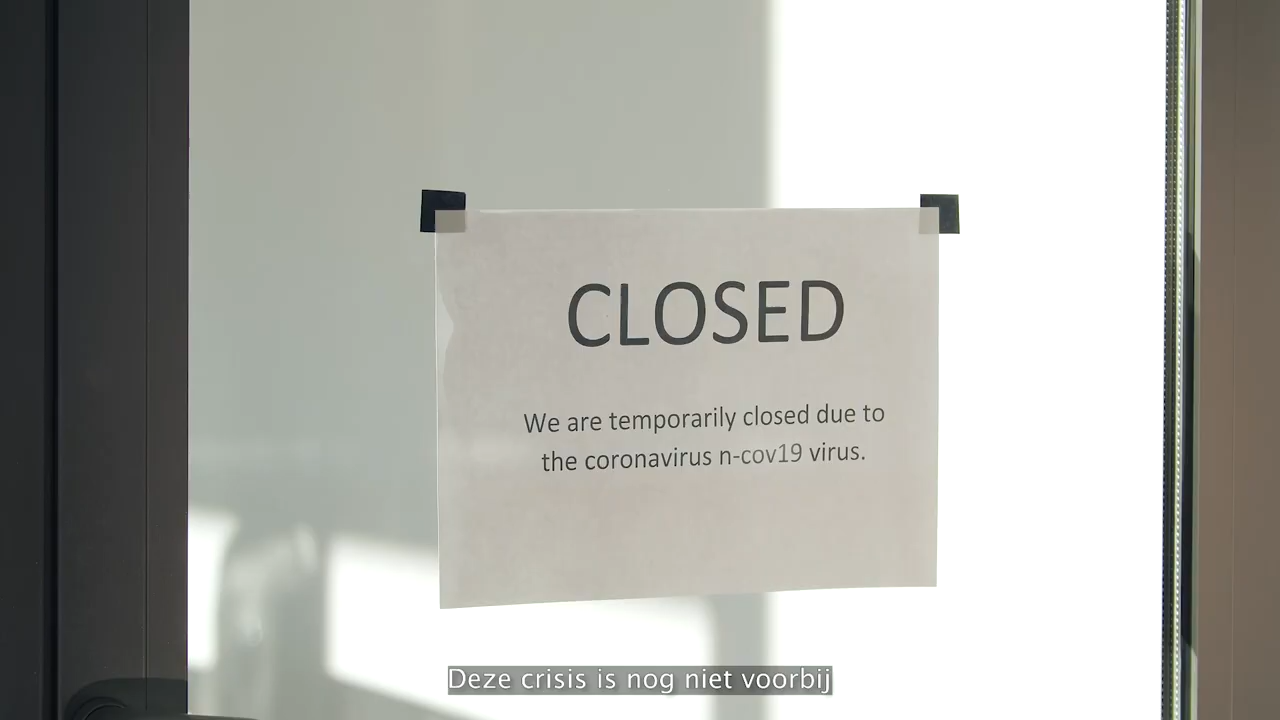 CLOSED
We are temporarily closed due to
the coronavirus n-cov19 virus.
Deze crisis is nog niet voorbij